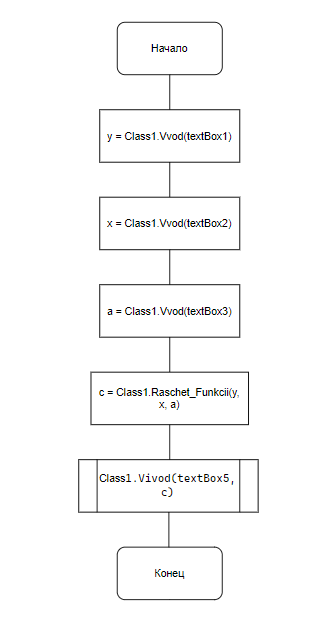 Начало
y = Class1.Vvod(textBox1)
x = Class1.Vvod(textBox2)
a = Class1.Vvod(textBox3)
c = Class1.Raschet_Funkcii(y,
x, a)
Class1.Vivod(textBox5,
c)
Конец